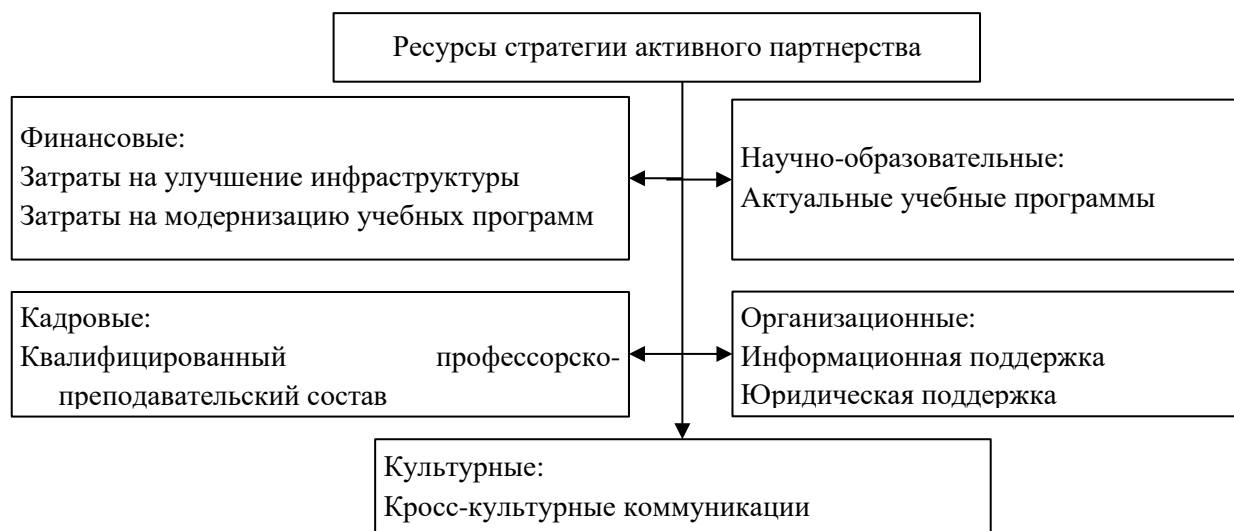 Ресурсы стратегии активного партнерства
Финансовые:
Затраты на улучшение инфраструктуры
Затраты на модернизацию учебных программ
Научно-образовательные:
Актуальные учебные программы
Кадровые:
Квалифицированный профессорско-
преподавательский состав
Организационные:
Информационная поддержка
Юридическая поддержка
Культурные:
Кросс-культурные коммуникации